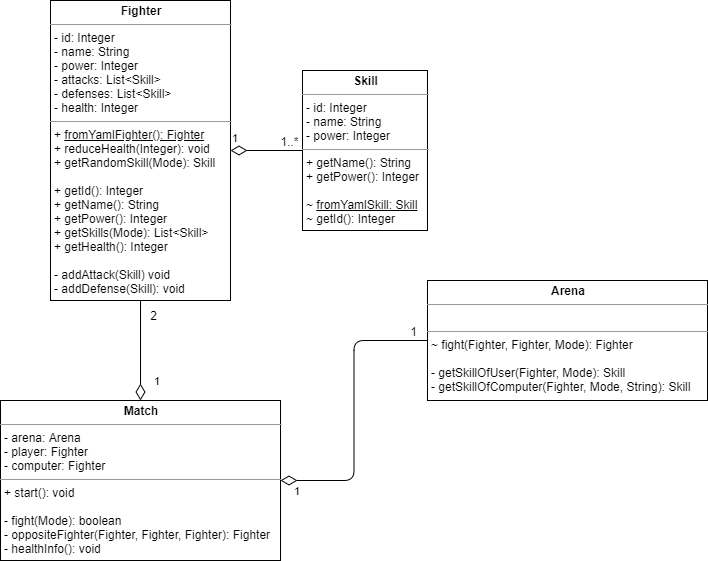 Fighter
- id: Integer
- name: String
- power: Integer
- attacks: List<Skill>
- defenses: List<Skill>
- health: Integer
+ fromYamlFighter(): Fighter
+ reduceHealth(Integer): void
+ getRandomSkill(Mode): Skill
+ getId(): Integer
+ getName(): String
+ getPower(): Integer
+ getSkills(Mode): List<Skill>
+ getHealth(): Integer
- addAttack(Skill) void
- addDefense(Skill): void
1
1..*
Skill
- id: Integer
- name: String
- power: Integer
+ getName(): String
+ getPower(): Integer
~ fromYamlSkill: Skill
~ getId(): Integer
2
1
Arena
~ fight(Fighter, Fighter, Mode): Fighter
- getSkillOfUser(Fighter, Mode): Skill
- getSkillOfComputer(Fighter, Mode, String): Skill
1
1
Match
- arena: Arena
- player: Fighter
- computer: Fighter
+ start(): void
- fight(Mode): boolean
- oppositeFighter(Fighter, Fighter, Fighter): Fighter
- healthInfo(): void